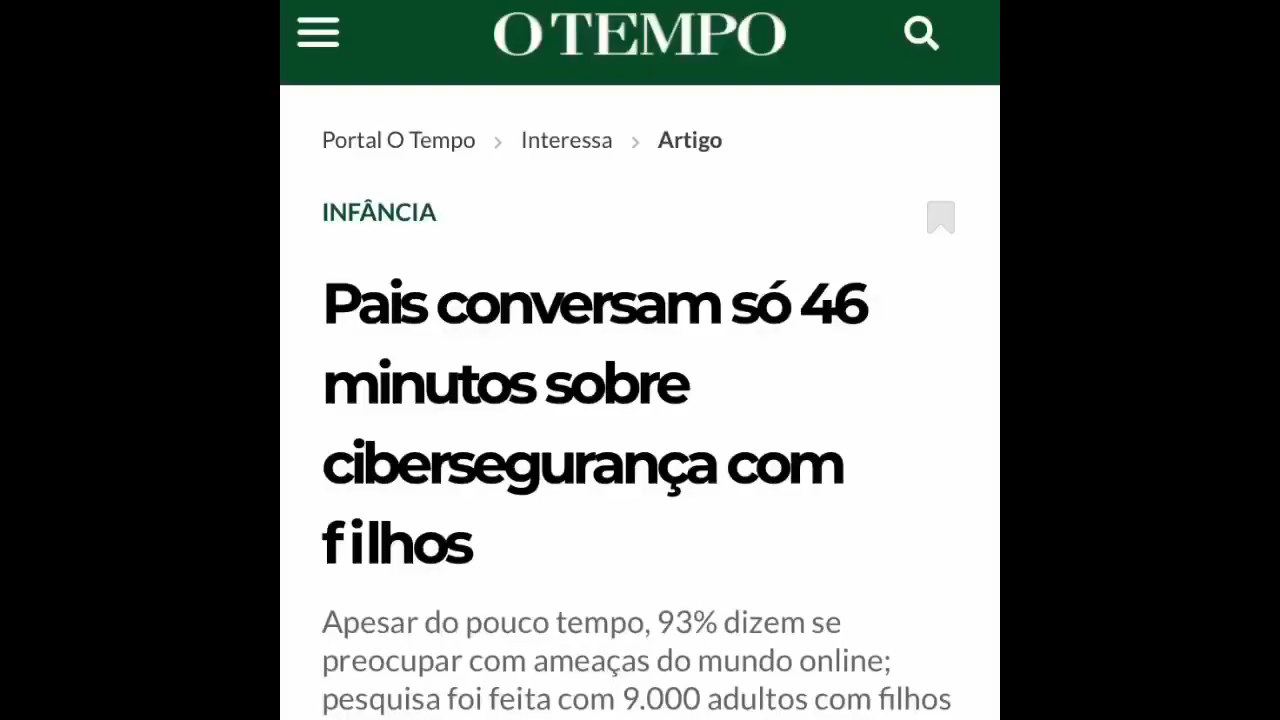 O TEMPO
Portal O Tempo > Interessa > Artigo
INFÂNCIA
Pais conversam só 46
minutos sobre
cibersegurança com
filhos
Apesar do pouco tempo, 93% dizem se
preocupar com ameaças do mundo online;
pesquisa foi feita com 9.000 adultos com filhos